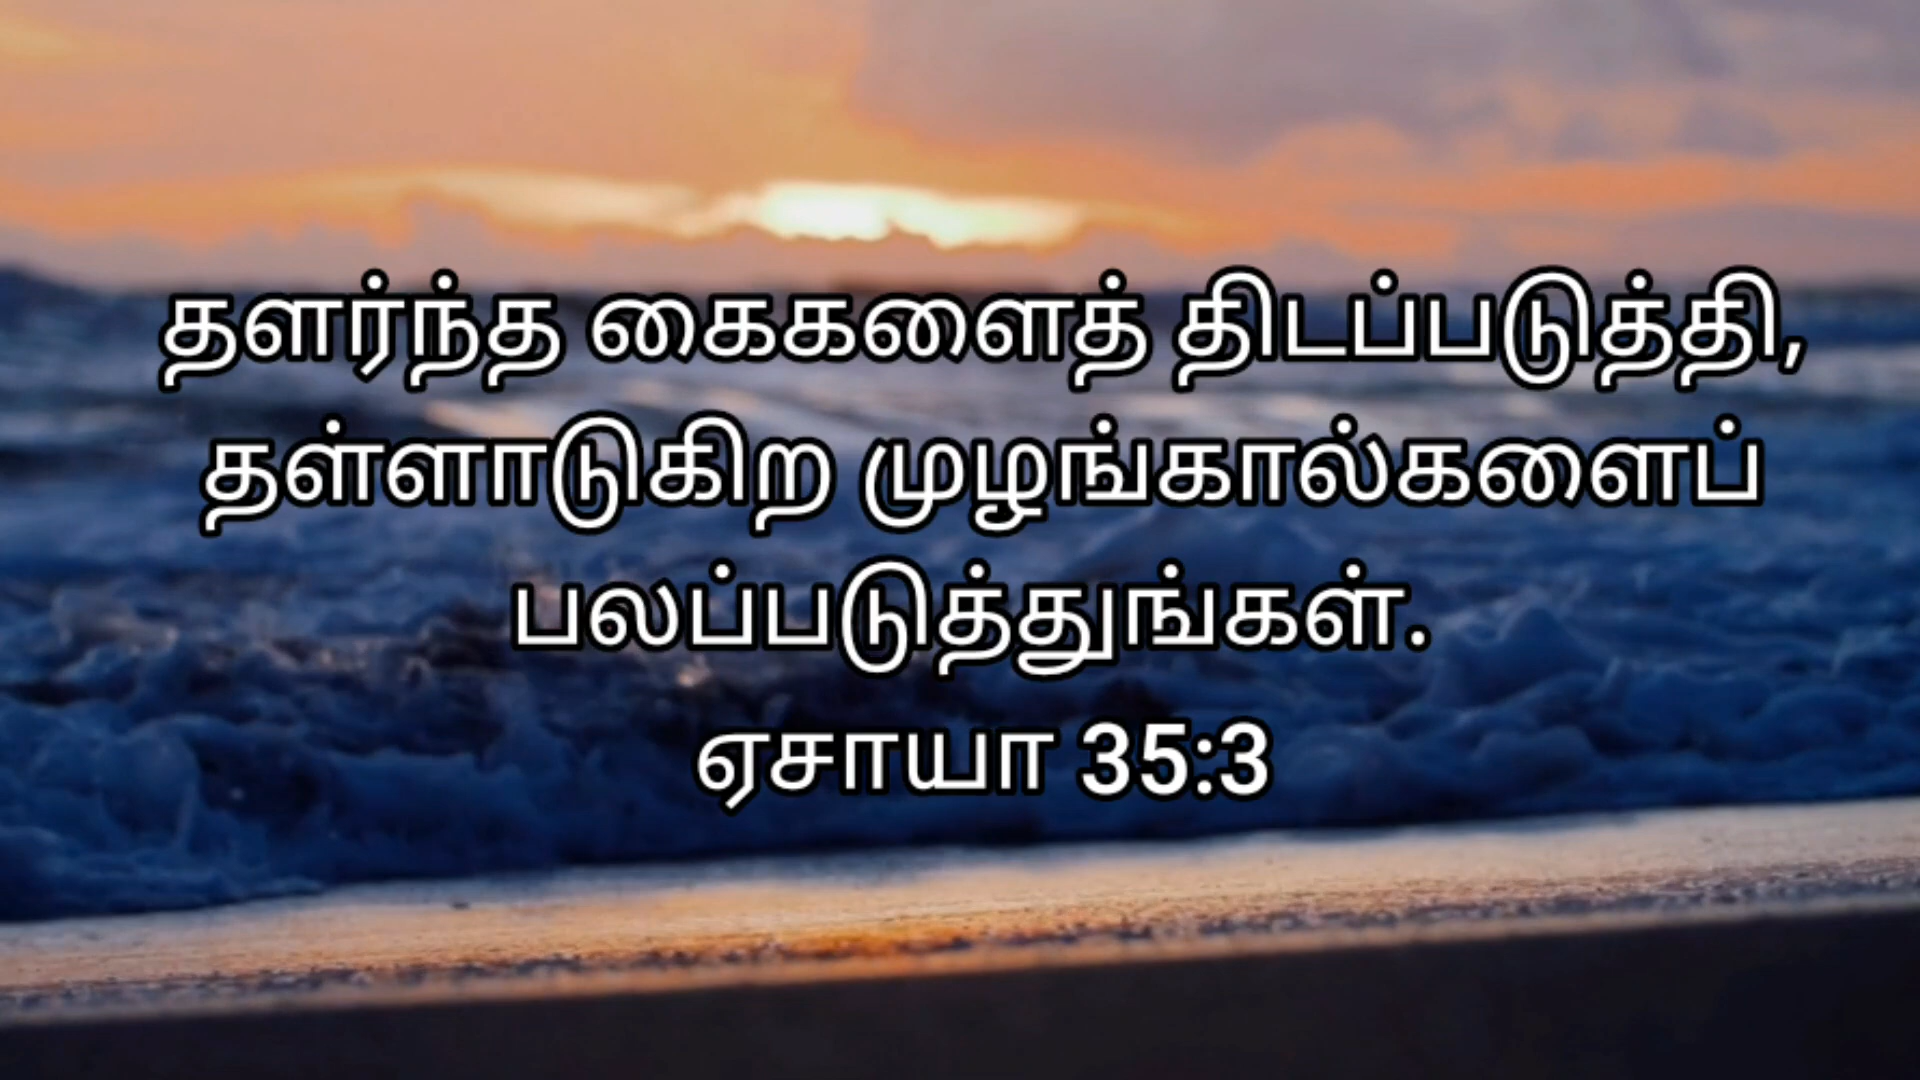 தளர்ந்த கைகளைத் திடப்படுத்தி,
தள்ளாடுகிற முழங்கால்களைப்
பலப்படுத்துங்கள்.
ஏசாயா 35:3